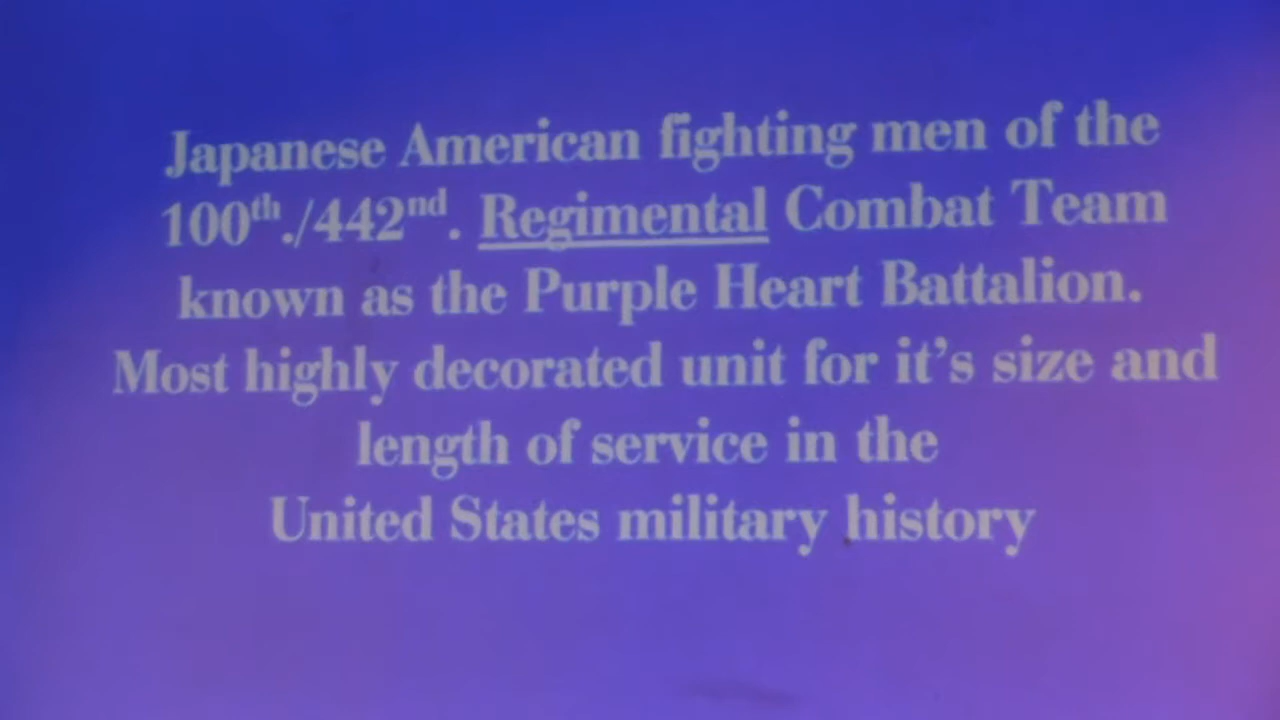 Japanese American fighting men of the
100th./442nd. Regimental Combat Team
known as the Purple Heart Battalion.
Most highly decorated unit for it's size and
length of service in the
United States military history